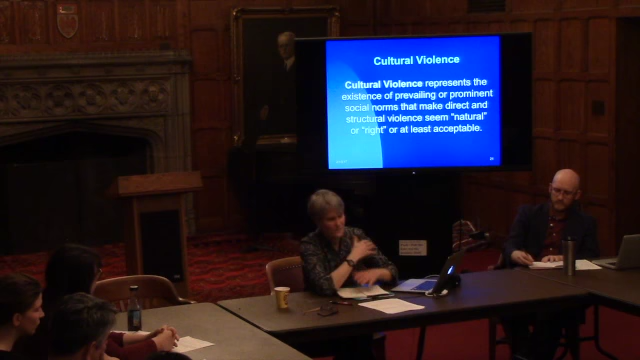 Cultural Violence
Cultural Violence represents the
existence of prevailing or prominent
social norms that make direct and
structural violence seem “natural”
or “right” or at least acceptable.